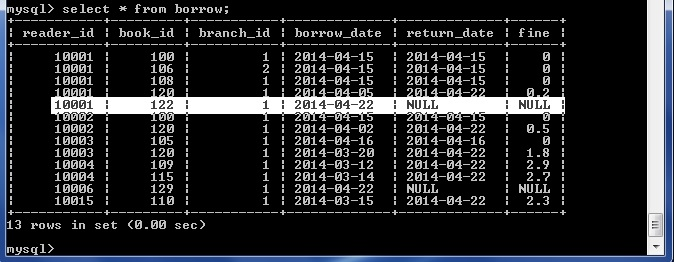 mysql> select * from borrow;
+-----------+---------+-----------+-------------+-------------+------+
| reader_id | book_id | branch_id | borrow_date | return_date | fine |
+-----------+---------+-----------+-------------+-------------+------+
|     10001 |     100 |         1 | 2014-04-15  | 2014-04-15  |    0 |
|     10001 |     106 |         2 | 2014-04-15  | 2014-04-15  |    0 |
|     10001 |     108 |         1 | 2014-04-15  | 2014-04-15  |    0 |
|     10001 |     120 |         1 | 2014-04-05  | 2014-04-22  |  0.2 |
|     10001 |     122 |         1 | 2014-04-22  | NULL        | NULL |
|     10002 |     100 |         1 | 2014-04-15  | 2014-04-15  |    0 |
|     10002 |     120 |         1 | 2014-04-02  | 2014-04-22  |  0.5 |
|     10003 |     105 |         1 | 2014-04-16  | 2014-04-16  |    0 |
|     10003 |     120 |         1 | 2014-03-20  | 2014-04-22  |  1.8 |
|     10004 |     109 |         1 | 2014-03-12  | 2014-04-22  |  2.9 |
|     10004 |     115 |         1 | 2014-03-14  | 2014-04-22  |  2.7 |
|     10006 |     129 |         1 | 2014-04-22  | NULL        | NULL |
|     10015 |     110 |         1 | 2014-03-15  | 2014-04-22  |  2.3 |
+-----------+---------+-----------+-------------+-------------+------+
13 rows in set (0.00 sec)
mysql>